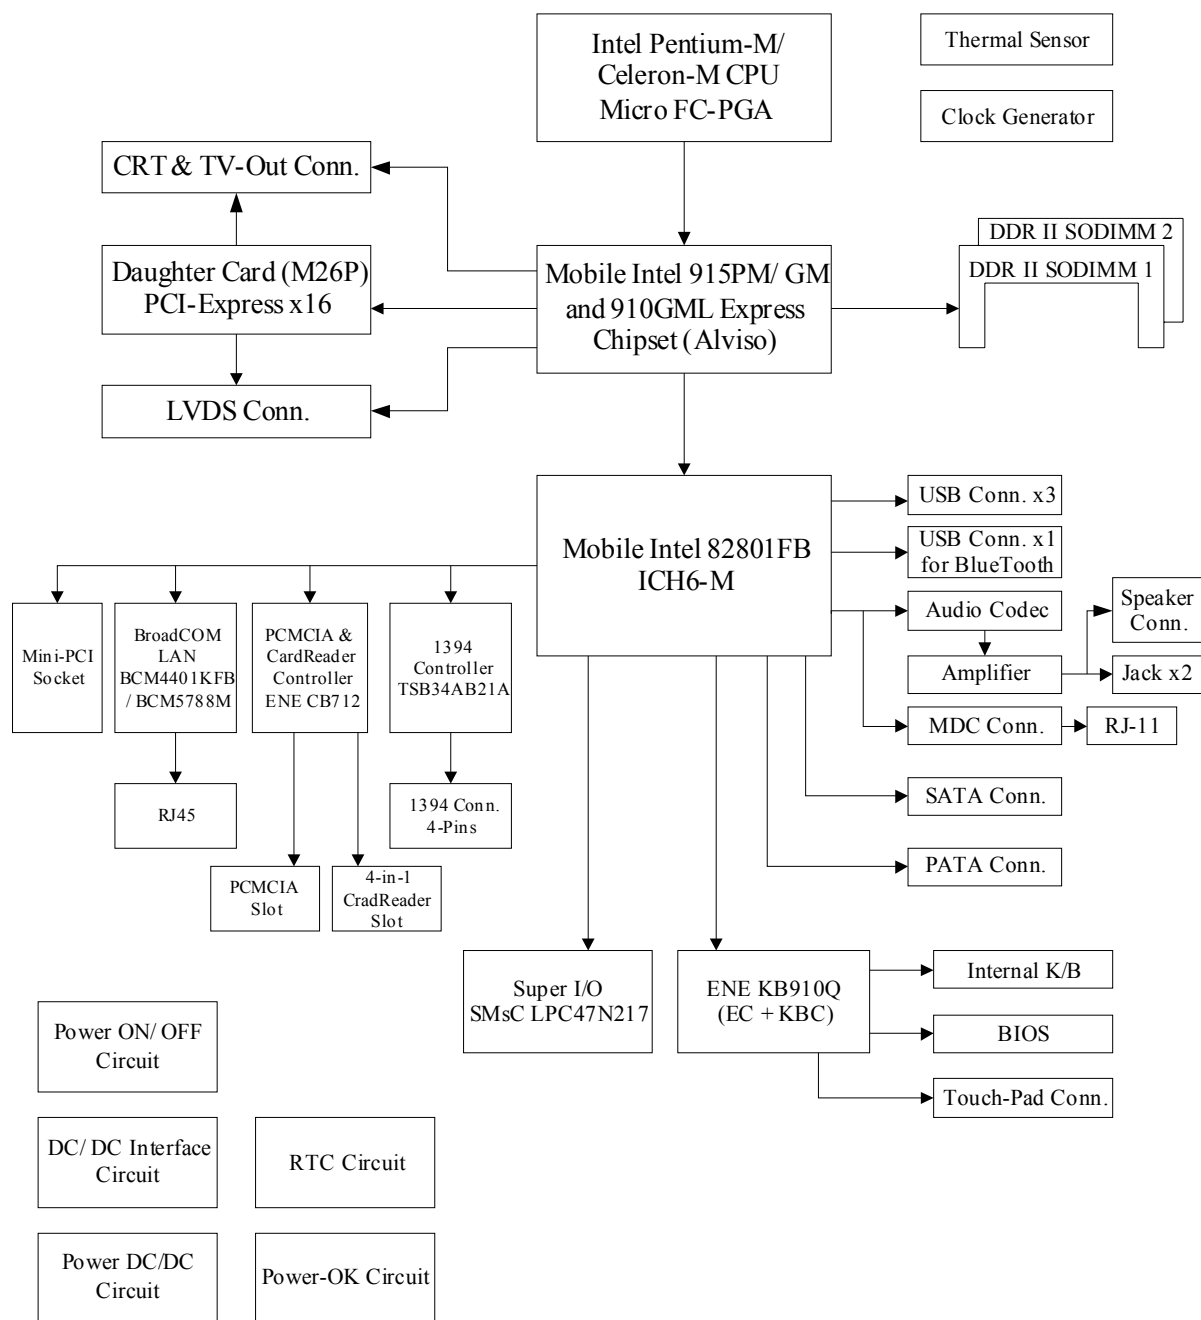 Intel Pentium-M/
Celeron-M CPU
Micro FC-PGA
Thermal Sensor
Clock Generator
CRT & TV-Out Conn.
Daughter Card (M26P)
PCI-Express x16
LVDS Conn.
Mobile Intel 915PM/ GM
and 910GML Express
Chipset (Alviso)
DDR II SODIMM 2
DDR II SODIMM 1
Mobile Intel 82801FB
ICH6-M
USB Conn. x3
USB Conn. x1
for BlueTooth
Audio Codec
Speaker
Conn.
Amplifier
Jack x2
MDC Conn.
RJ-11
SATA Conn.
PATA Conn.
Mini-PCI
Socket
BroadCOM
LAN
BCM4401KFB
/ BCM5788M
PCMCIA &
CardReader
Controller
ENE CB712
1394
Controller
TSB34AB21A
RJ45
1394 Conn.
4-Pins
PCMCIA
Slot
4-in-1
CradReader
Slot
Super I/O
SMsC LPC47N217
ENE KB910Q
(EC + KBC)
Internal K/B
BIOS
Touch-Pad Conn.
Power ON/ OFF
Circuit
DC/ DC Interface
Circuit
RTC Circuit
Power DC/DC
Circuit
Power-OK Circuit